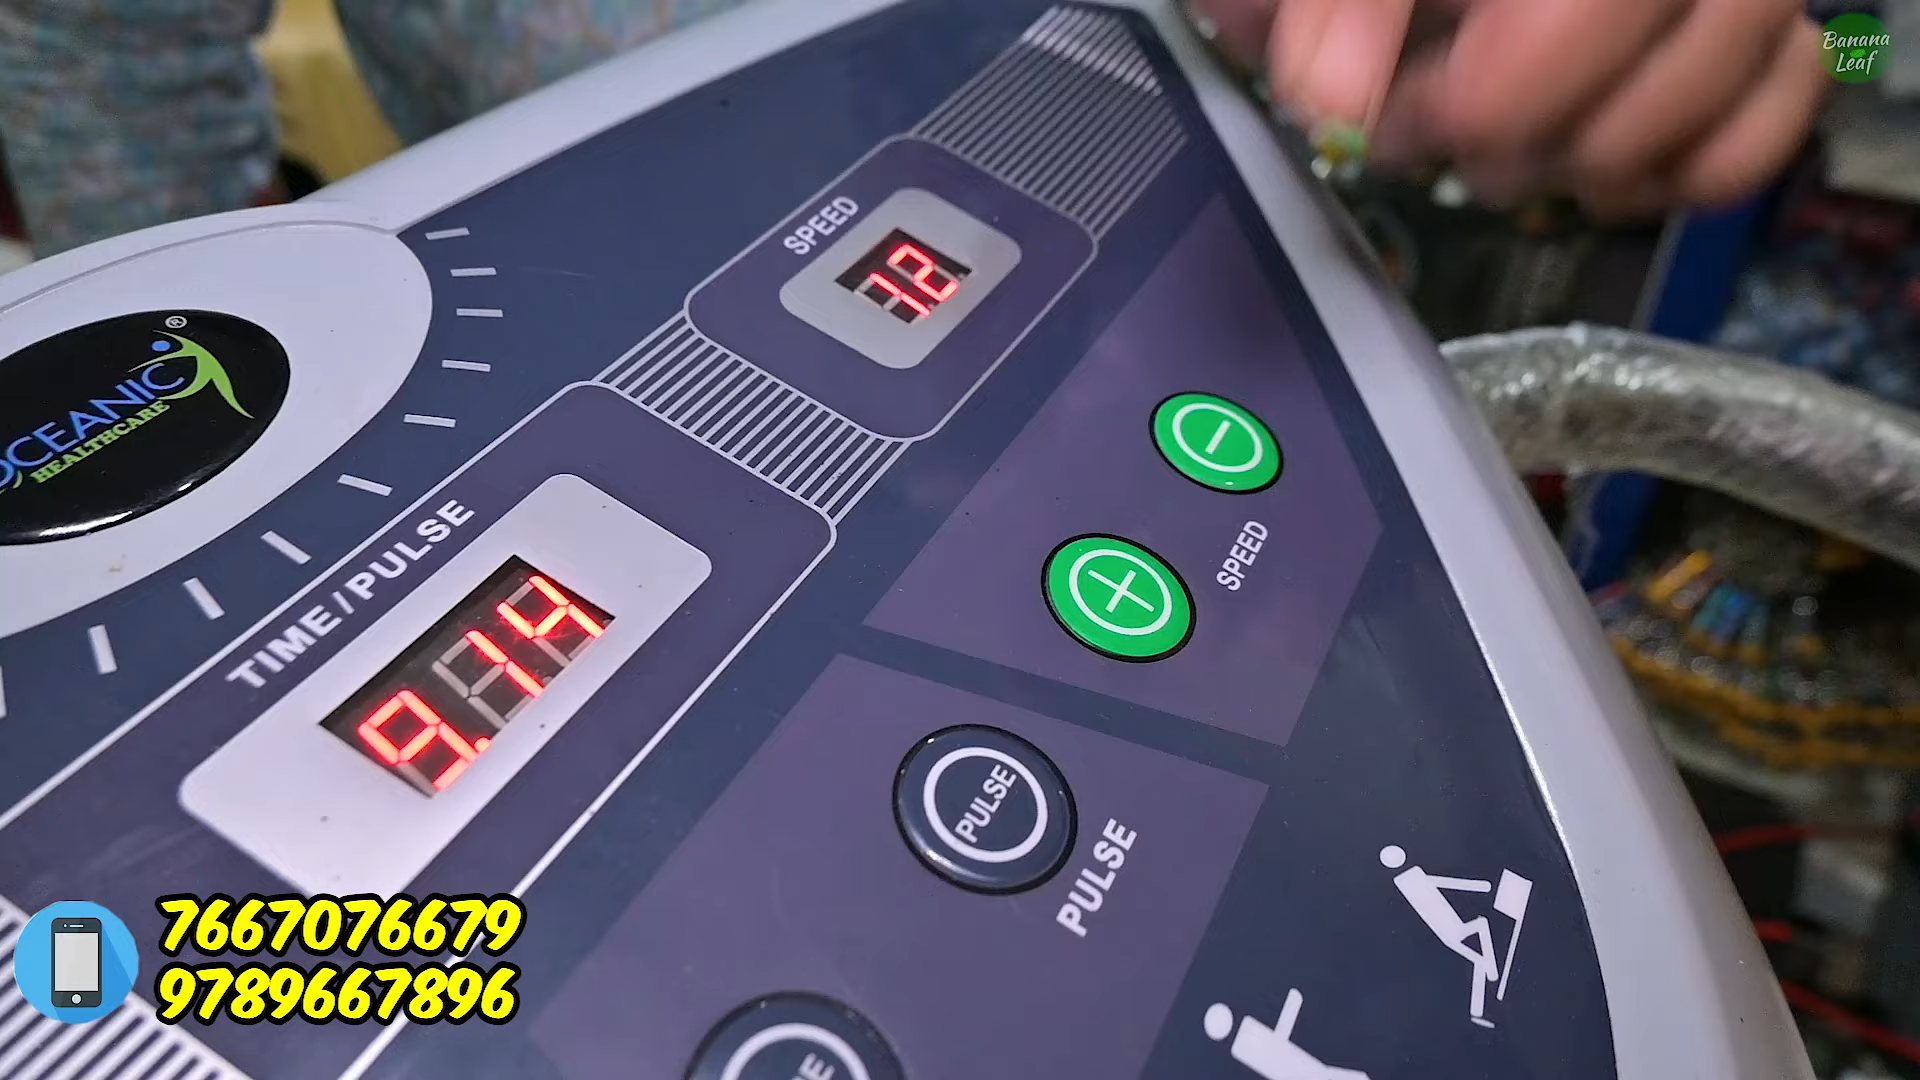 Banana
Leaf
SPEED
12
OCEANIC
HEALTHCARE
®
TIME/PULSE
9.14
SPEED
PULSE
PULSE
7667076679
9789667896